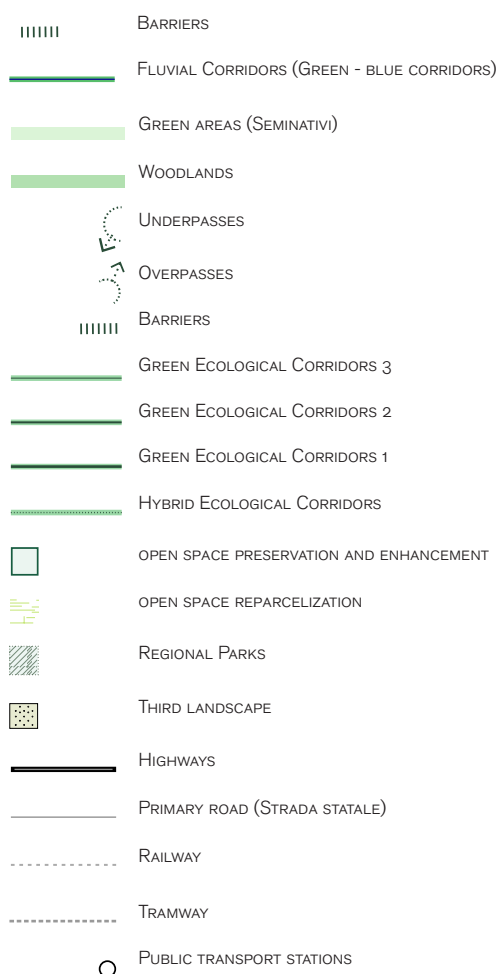 Barriers
Fluvial Corridors (Green - blue corridors)
Green areas (Seminativi)
Woodlands
Underpasses
Overpasses
Barriers
Green Ecological Corridors 3
Green Ecological Corridors 2
Green Ecological Corridors 1
Hybrid Ecological Corridors
open space preservation and enhancement
open space reparcelization
Regional Parks
Third landscape
Highways
Primary road (Strada statale)
Railway
Tramway
Public transport stations